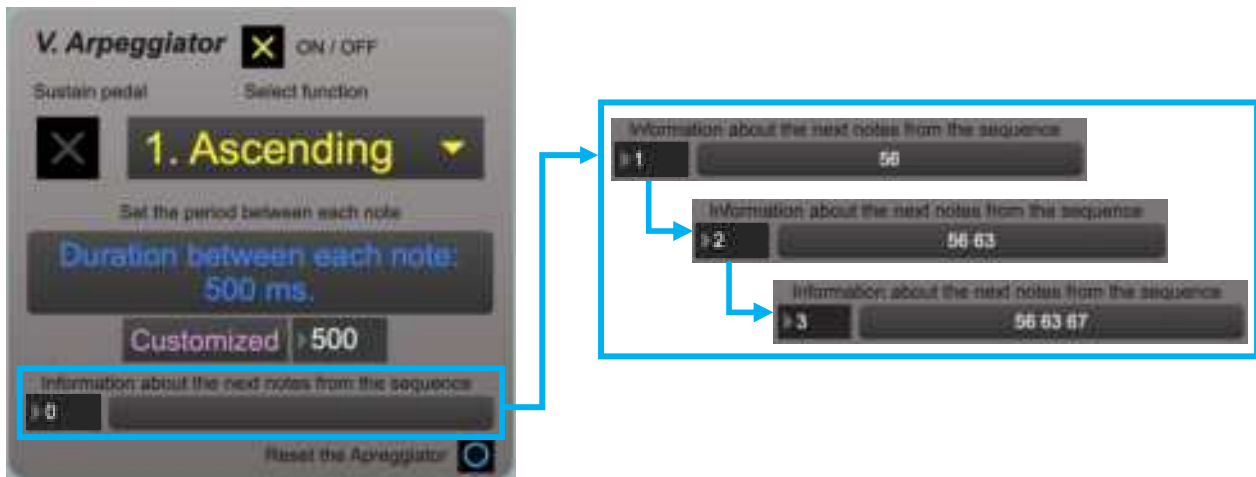 V. Arpeggiator ON / OFF
Sustain pedal Select function
1. Ascending
Set the period between each note
Duration between each note:
500 ms.
Customized 500
Information about the next notes from the sequence
0
Reset the Apreggiator
Information about the next notes from the sequence
1 56
Information about the next notes from the sequence
2 56 63
Information about the next notes from the sequence
3 56 63 67